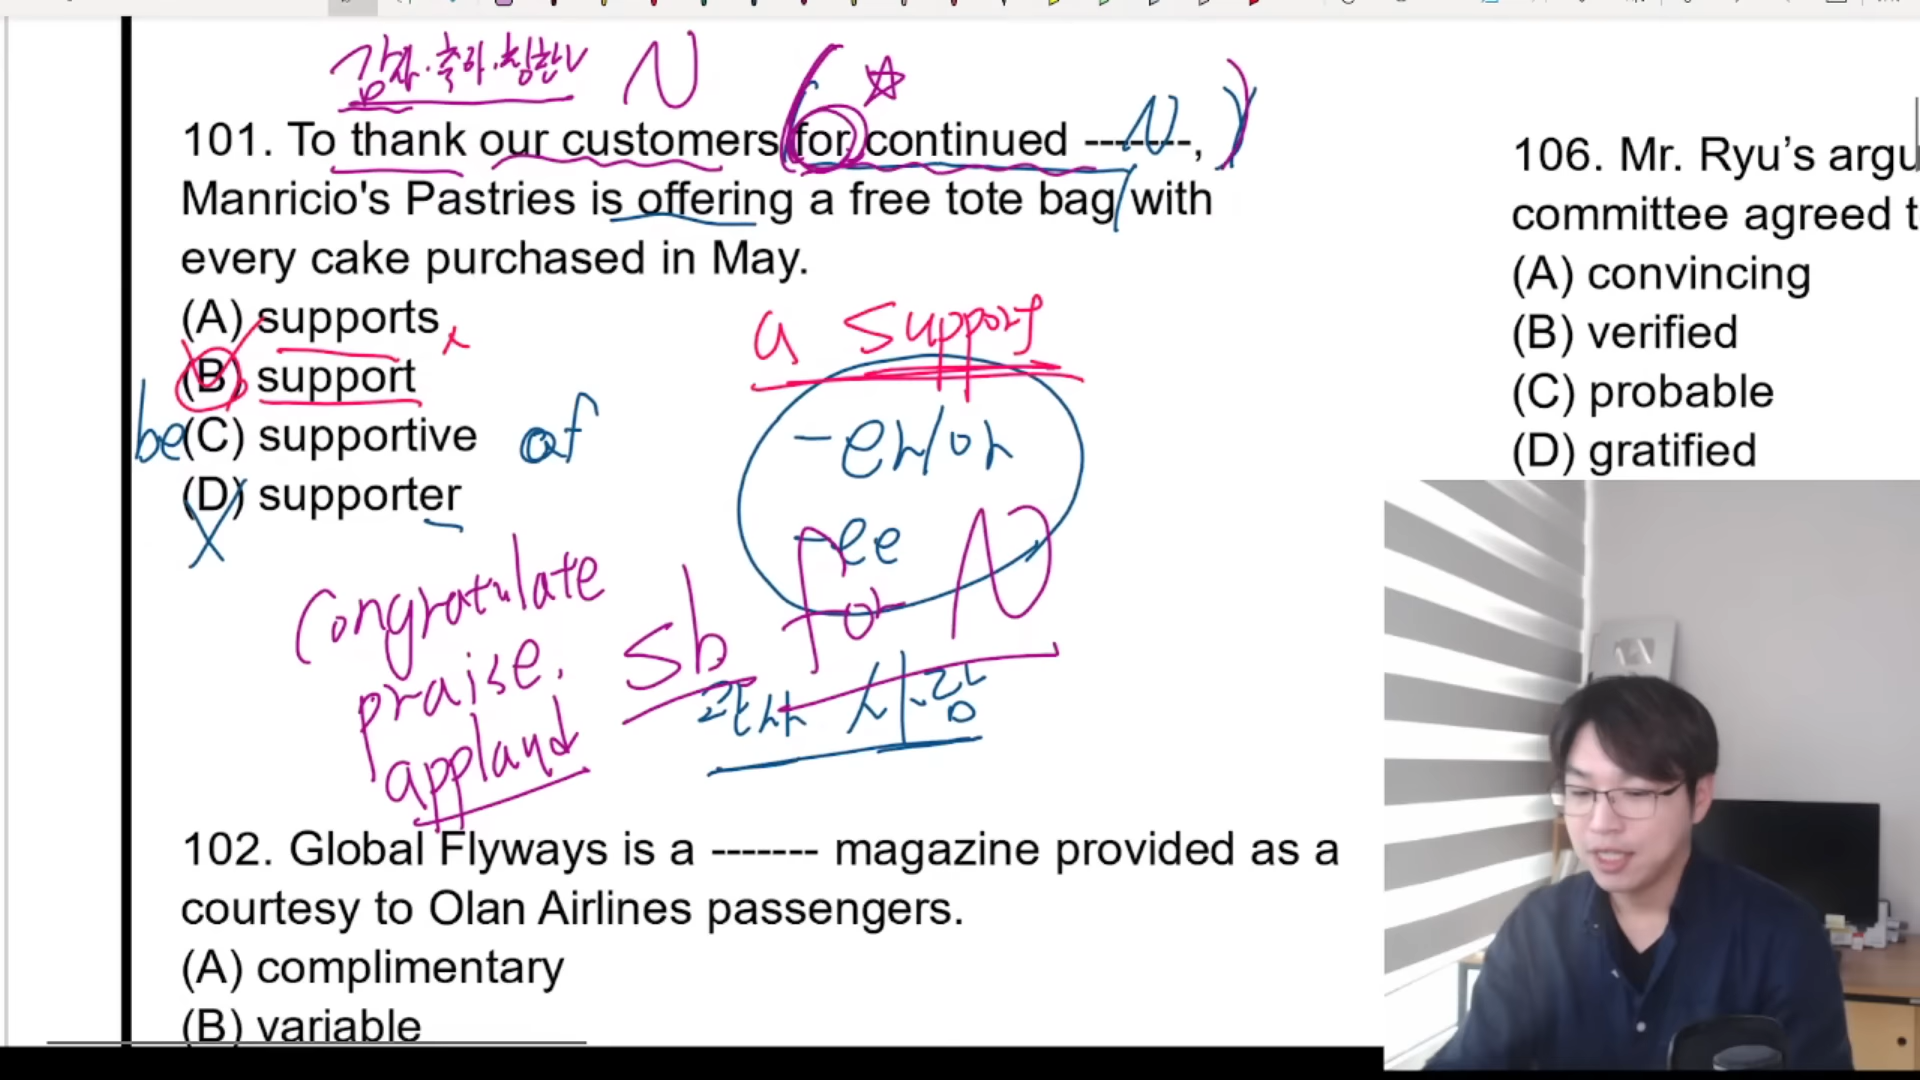 감사·축하·칭찬 V N ☆
101. To thank our customers for continued -------, N
Manricio's Pastries is offering a free tote bag with
every cake purchased in May.
(A) supports x
(B) support
be (C) supportive of
(D) supporter
a support
-er/or
-ee
congratulate
praise.
applaud
sb for N
관사 사람
102. Global Flyways is a ------- magazine provided as a
courtesy to Olan Airlines passengers.
(A) complimentary
(B) variable
106. Mr. Ryu’s argu
committee agreed t
(A) convincing
(B) verified
(C) probable
(D) gratified